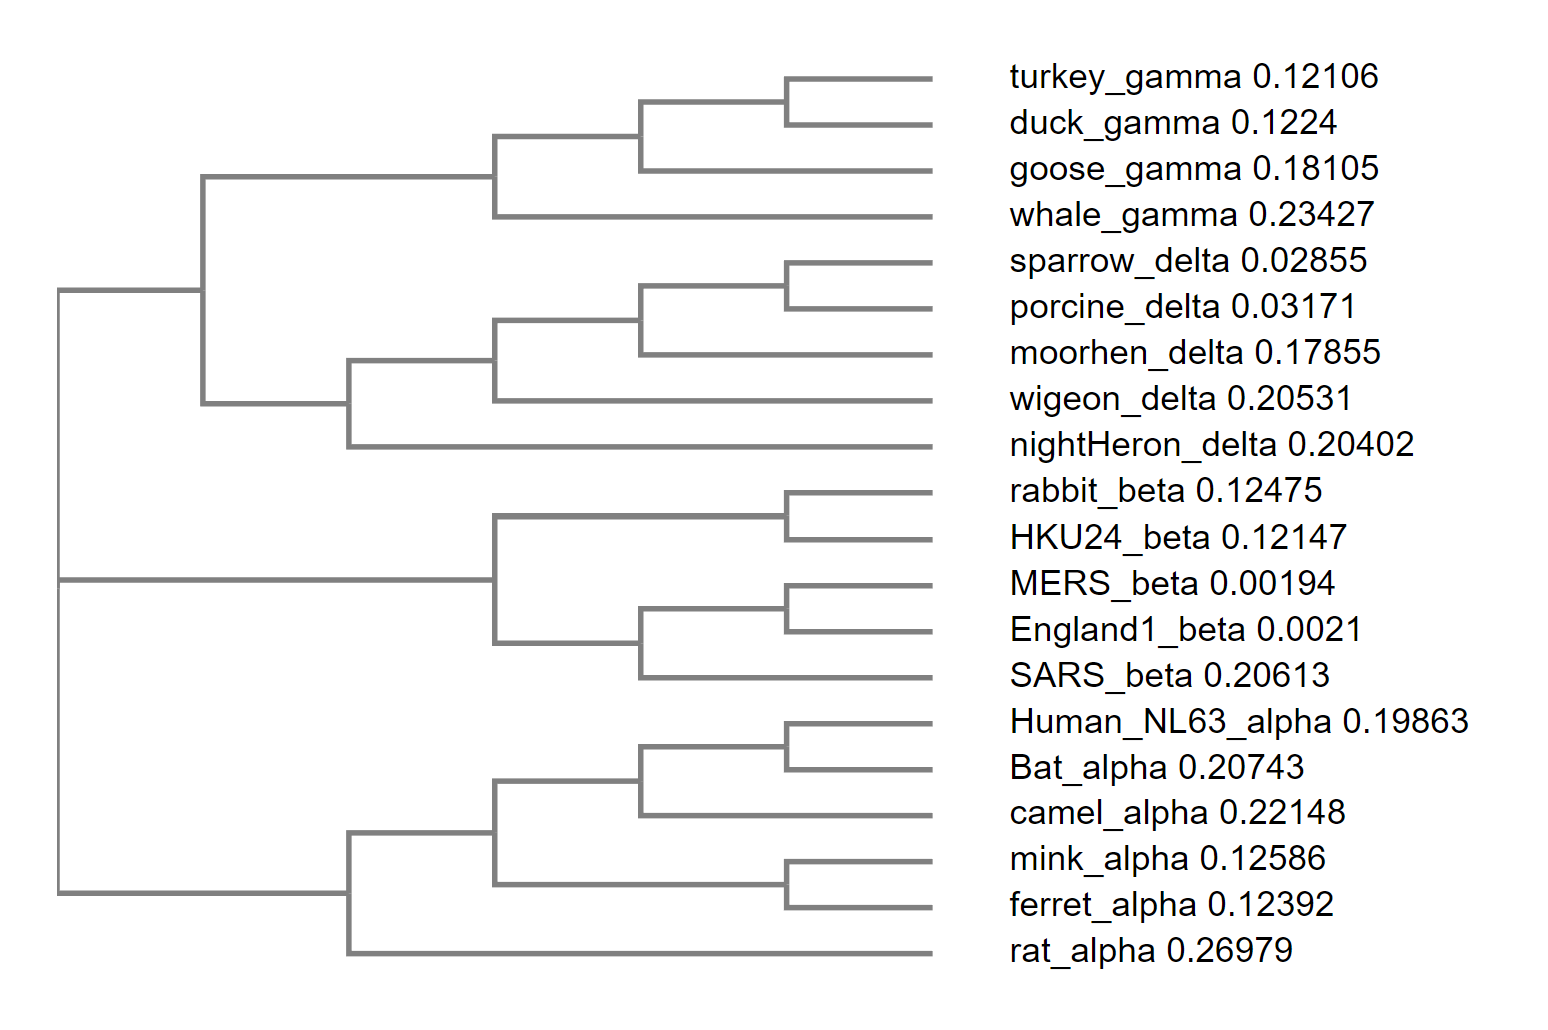 turkey_gamma 0.12106
duck_gamma 0.1224
goose_gamma 0.18105
whale_gamma 0.23427
sparrow_delta 0.02855
porcine_delta 0.03171
moorhen_delta 0.17855
wigeon_delta 0.20531
nightHeron_delta 0.20402
rabbit_beta 0.12475
HKU24_beta 0.12147
MERS_beta 0.00194
England1_beta 0.0021
SARS_beta 0.20613
Human_NL63_alpha 0.19863
Bat_alpha 0.20743
camel_alpha 0.22148
mink_alpha 0.12586
ferret_alpha 0.12392
rat_alpha 0.26979